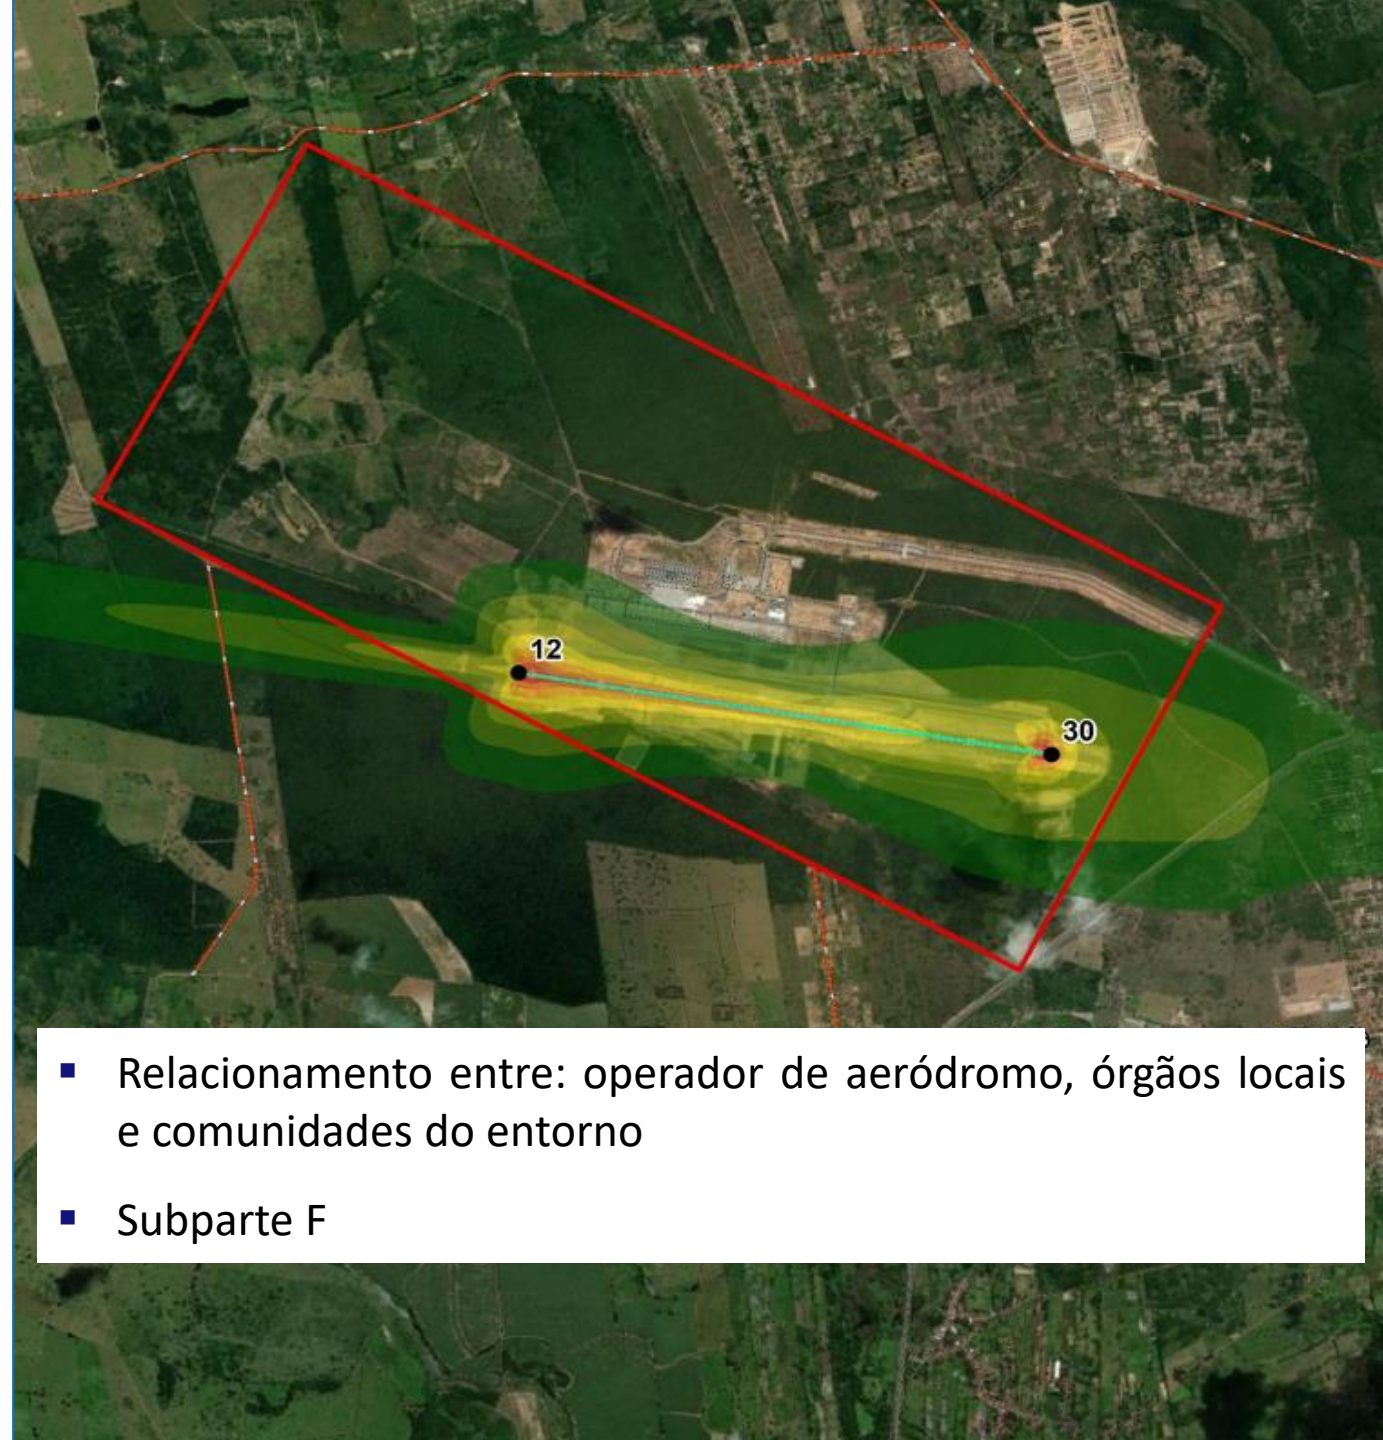 12
30
Relacionamento entre: operador de aeródromo, órgãos locais
e comunidades do entorno
Subparte F